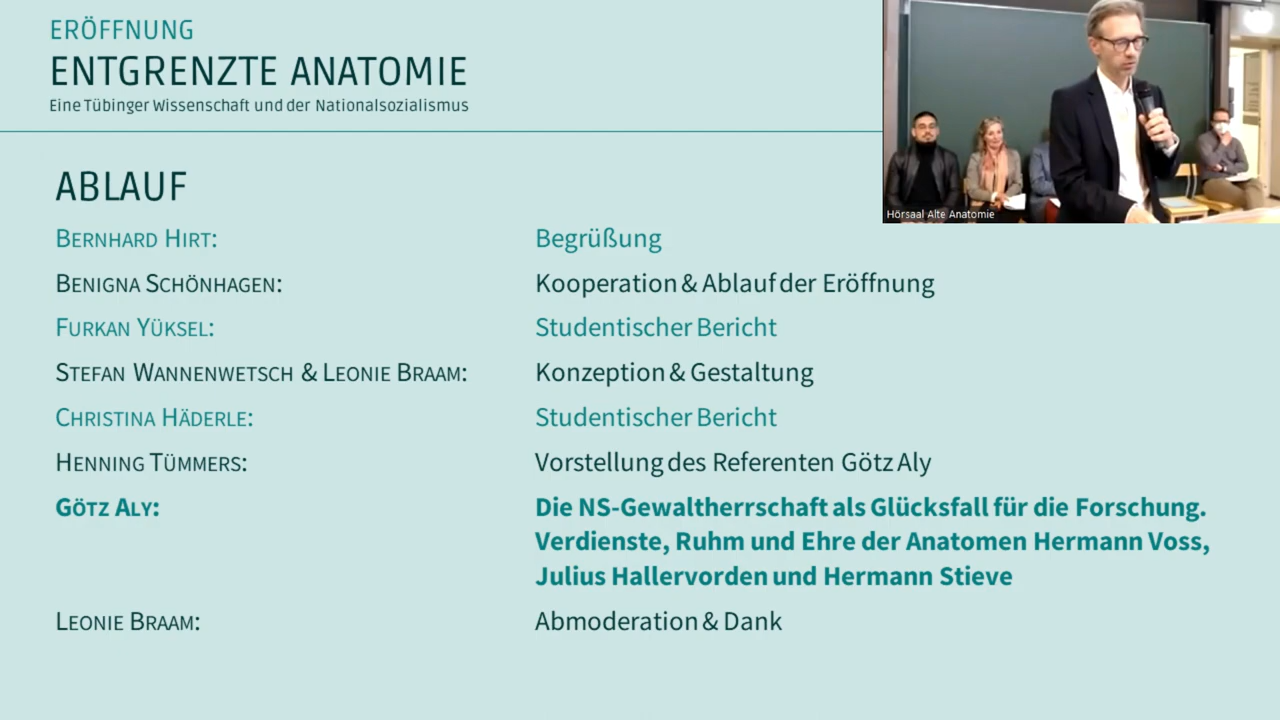 ERÖFFNUNG
ENTGRENZTE ANATOMIE
Eine Tübinger Wissenschaft und der Nationalsozialismus
Hörsaal Alte Anatomie
ABLAUF
BERNHARD HIRT: Begrüßung
BENIGNA SCHÖNHAGEN: Kooperation & Ablauf der Eröffnung
FURKAN YÜKSEL: Studentischer Bericht
STEFAN WANNENWETSCH & LEONIE BRAAM: Konzeption & Gestaltung
CHRISTINA HÄDERLE: Studentischer Bericht
HENNING TÜMMERS: Vorstellung des Referenten Götz Aly
GÖTZ ALY: Die NS-Gewaltherrschaft als Glücksfall für die Forschung.
Verdienste, Ruhm und Ehre der Anatomen Hermann Voss,
Julius Hallervorden und Hermann Stieve
LEONIE BRAAM: Abmoderation & Dank